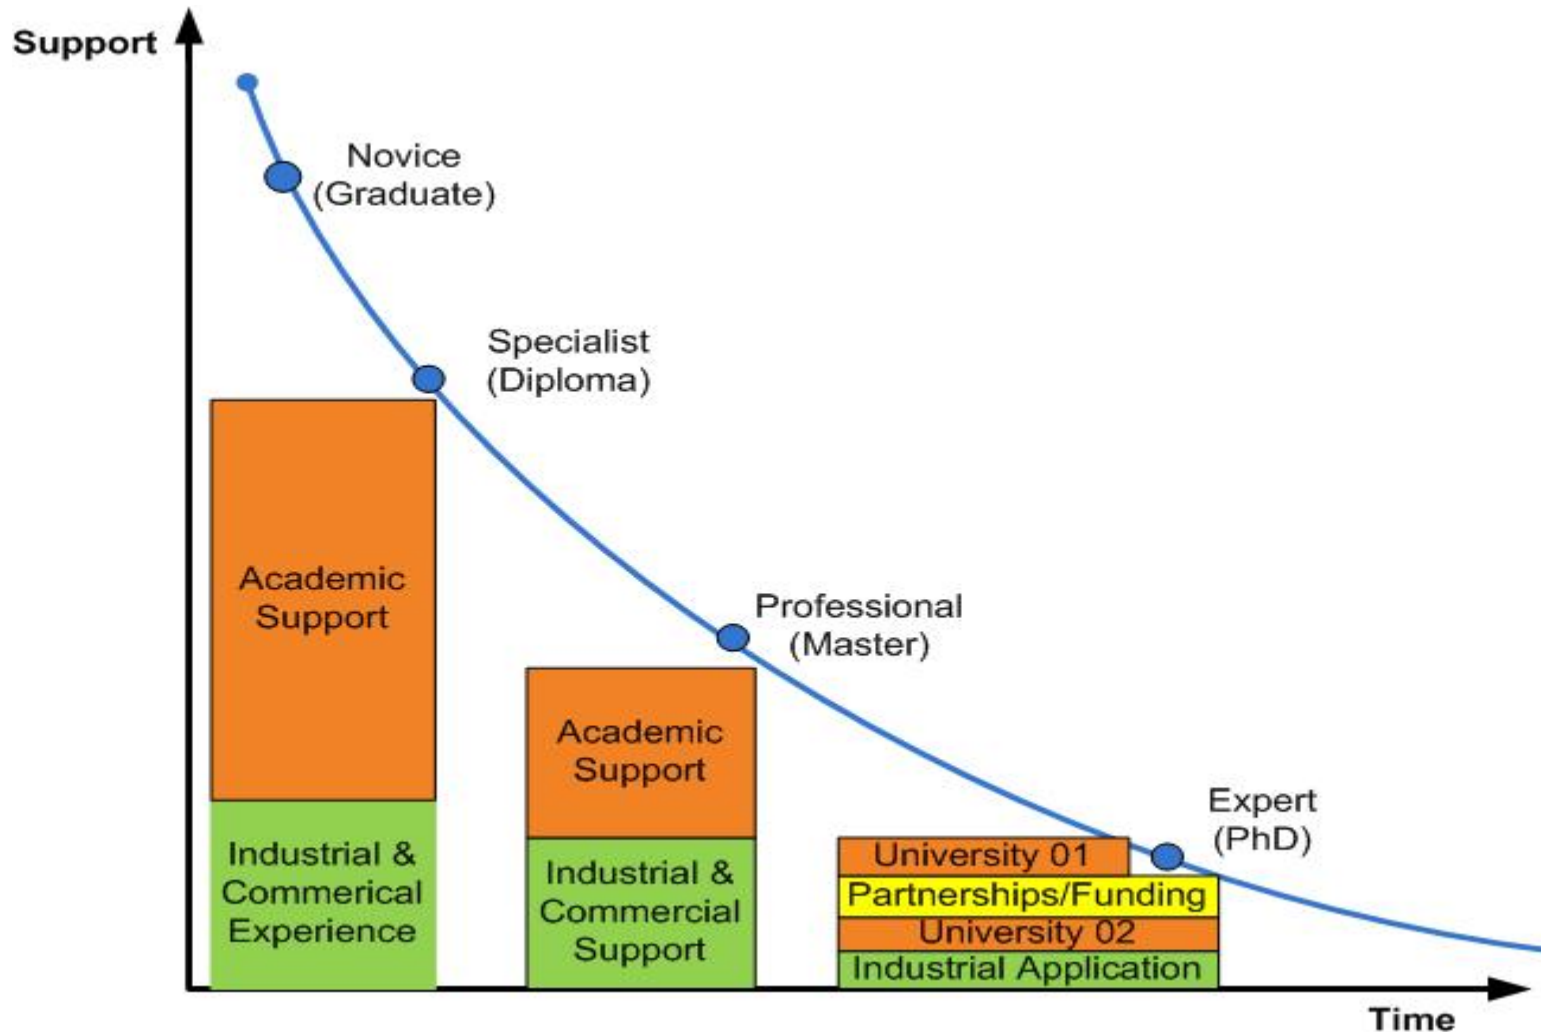 Support
Novice
(Graduate)
Specialist
(Diploma)
Academic
Support
Industrial &
Commerical
Experience
Professional
(Master)
Academic
Support
Industrial &
Commercial
Support
Expert
(PhD)
University 01
Partnerships/Funding
University 02
Industrial Application
Time